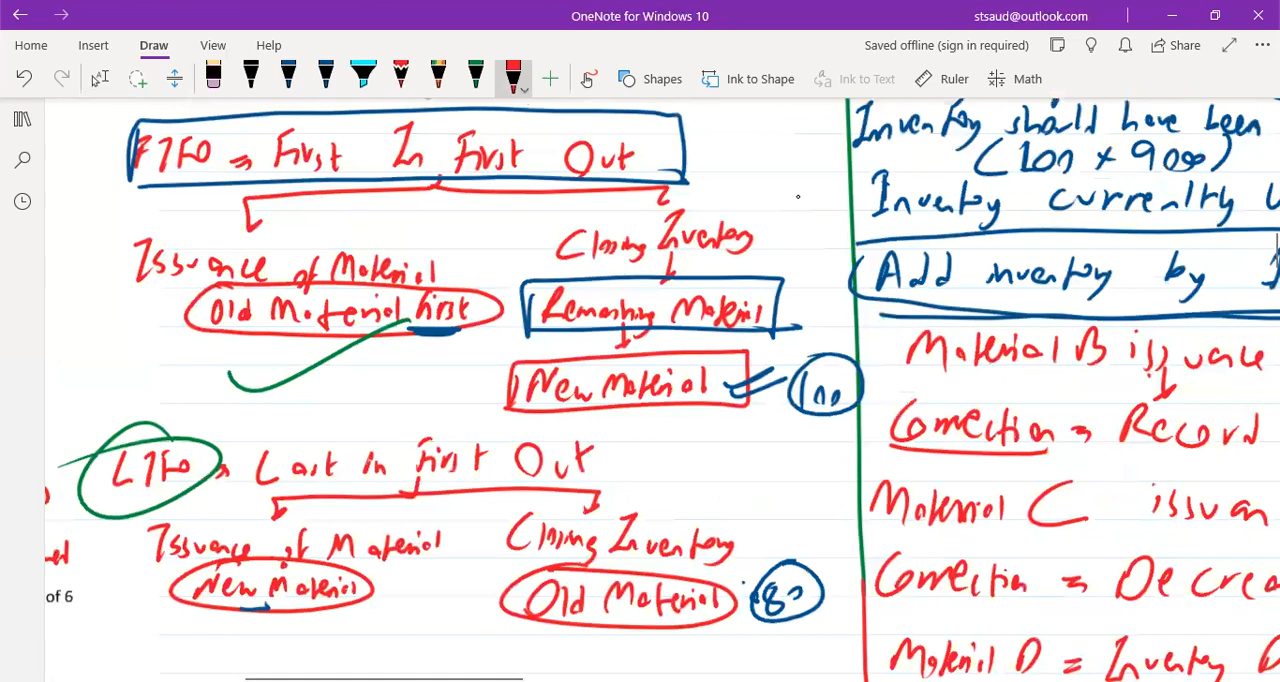 OneNote for Windows 10
stsaud@outlook.com
Home Insert Draw View Help
Saved offline (sign in required)
Share
Shapes
Ink to Shape
Ink to Text
Ruler
Math
FIFO = First In First Out
Issuance of Material
Old Material First
Closing Inventory
Remaining Material
New Material
100
LIFO = Last in First Out
Issuance of Material
New Material
Closing Inventory
Old Material
80
of 6
Inventory should have been
(100 x 9000)
Inventory currently
Add inventory by
Material B issuance
Correction = Record
Material C issuan
Correction = Decrea
Material D = Inventory